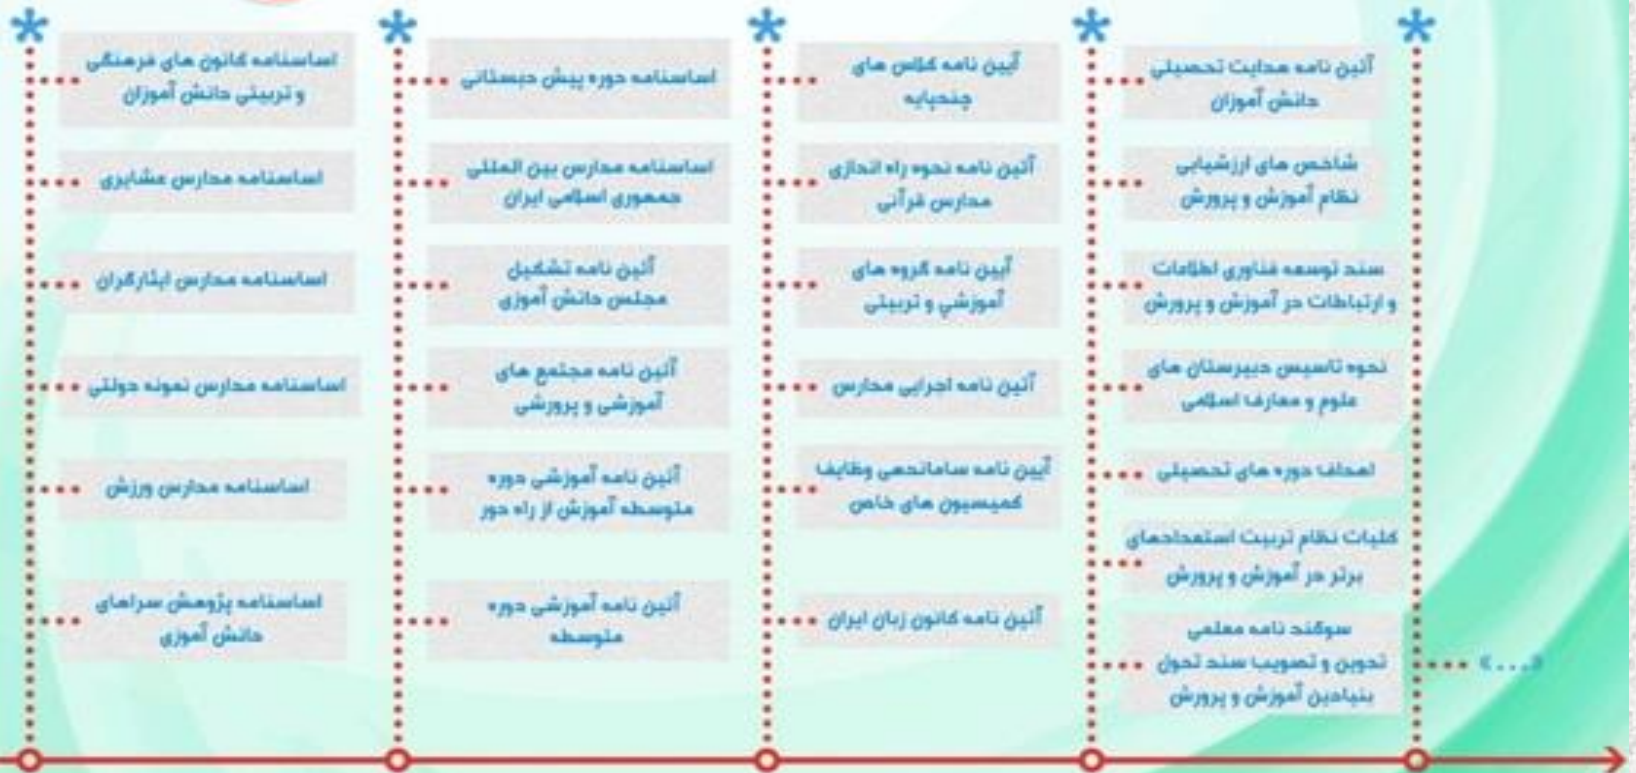 اساسنامه کانون های فرهنگی
و تربیتی دانش آموزان
اساسنامه مدارس عشایری
اساسنامه مدارس ایثارگران
اساسنامه مدارس نمونه دولتی
اساسنامه مدارس ورزش
اساسنامه پژوهش سراهای
دانش آموزی
اساسنامه دوره پیش دبستانی
اساسنامه مدارس بین المللی
جمهوری اسلامی ایران
آئین نامه تشکیل
مجلس دانش آموزی
آئین نامه مجتمع های
آموزشی و پرورشی
آئین نامه آموزشی دوره
متوسطه آموزش از راه دور
آئین نامه آموزشی دوره
متوسطه
آیین نامه کلاس های
چندپایه
آئین نامه نحوه راه اندازی
مدارس قرآنی
آیین نامه گروه های
آموزشی و تربیتی
آئین نامه اجرایی مدارس
آیین نامه ساماندهی وظایف
کمیسیون های خاص
آئین نامه کانون زبان ایران
آئین نامه هدایت تحصیلی
دانش آموزان
شاخص های ارزشیابی
نظام آموزش و پرورش
سند توسعه فناوری اطلاعات
و ارتباطات در آموزش و پرورش
نحوه تاسیس دبیرستان های
علوم و معارف اسلامی
اهداف دوره های تحصیلی
کلیات نظام تربیت استعدادهای
برتر در آموزش و پرورش
سوگند نامه معلمی
تدوین و تصویب سند تحول
بنیادین آموزش و پرورش
«...»